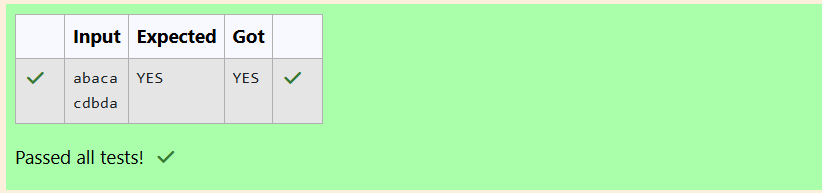 Input Expected Got
abaca YES YES
cdbda
Passed all tests!